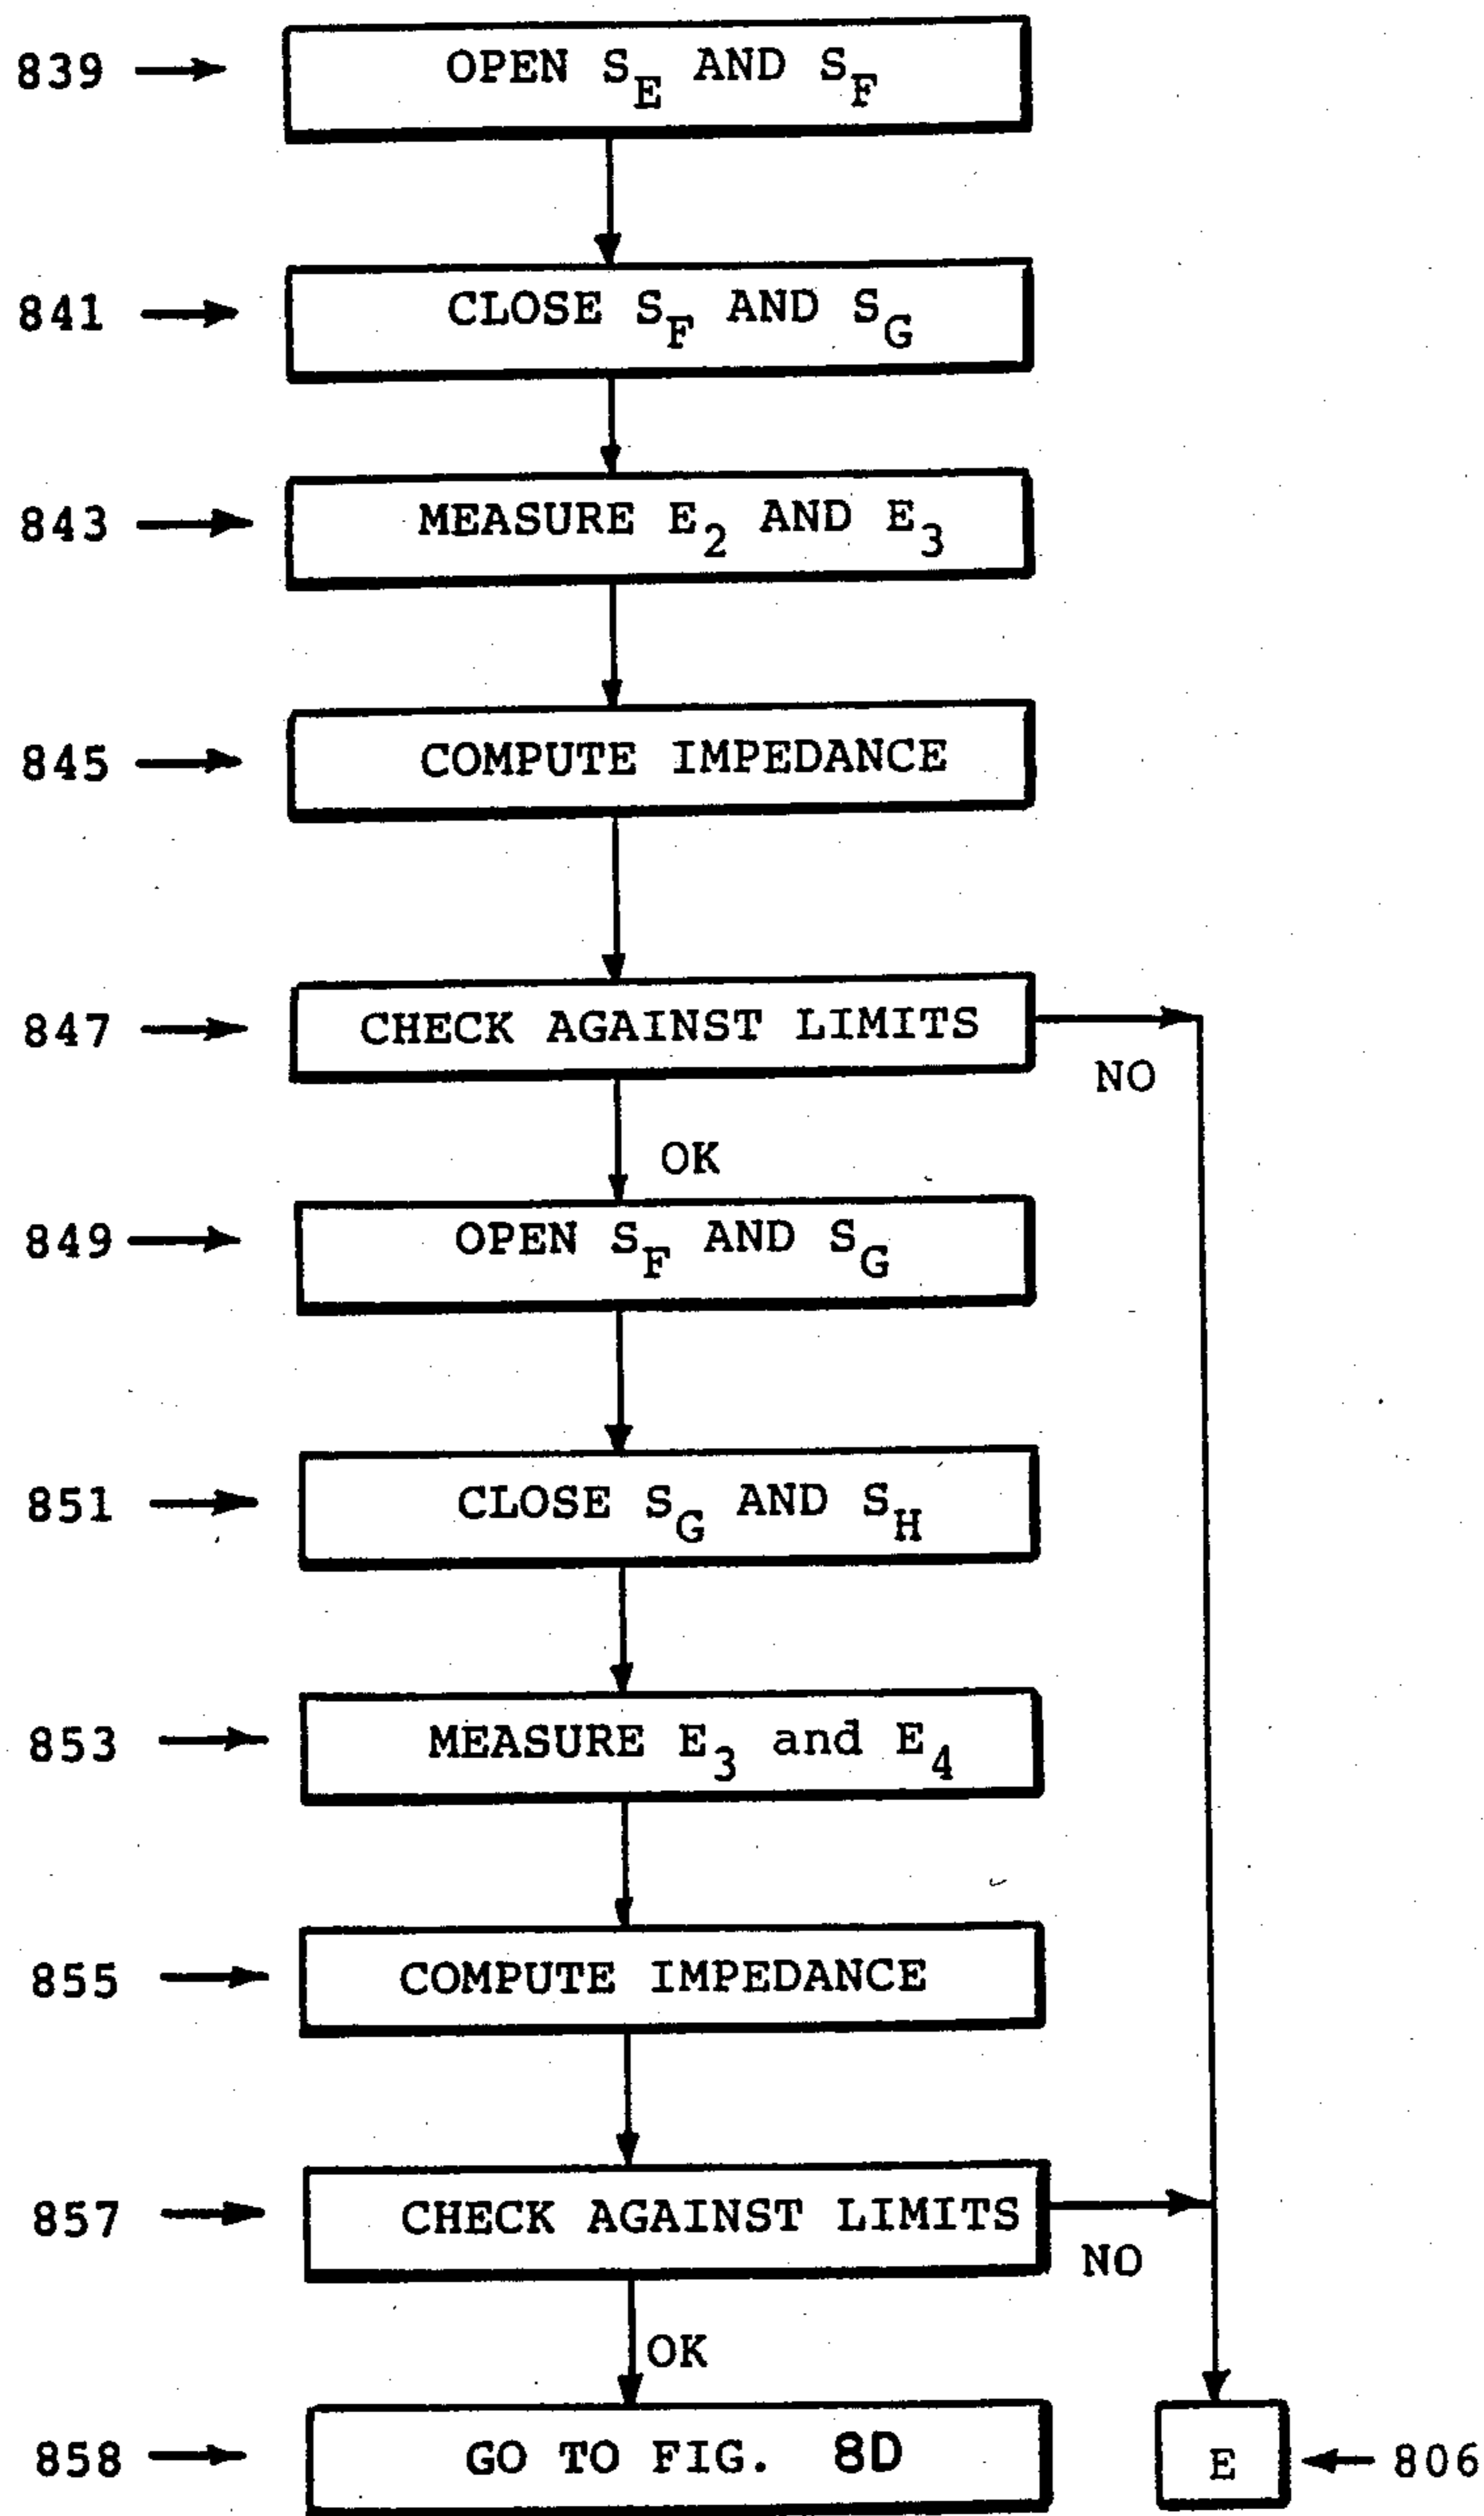 839 OPEN S_E AND S_F
841 CLOSE S_F AND S_G
843 MEASURE E_2 AND E_3
845 COMPUTE IMPEDANCE
847 CHECK AGAINST LIMITS
NO
OK
849 OPEN S_F AND S_G
851 CLOSE S_G AND S_H
853 MEASURE E_3 and E_4
855 COMPUTE IMPEDANCE
857 CHECK AGAINST LIMITS
NO
OK
858 GO TO FIG. 8D
E 806